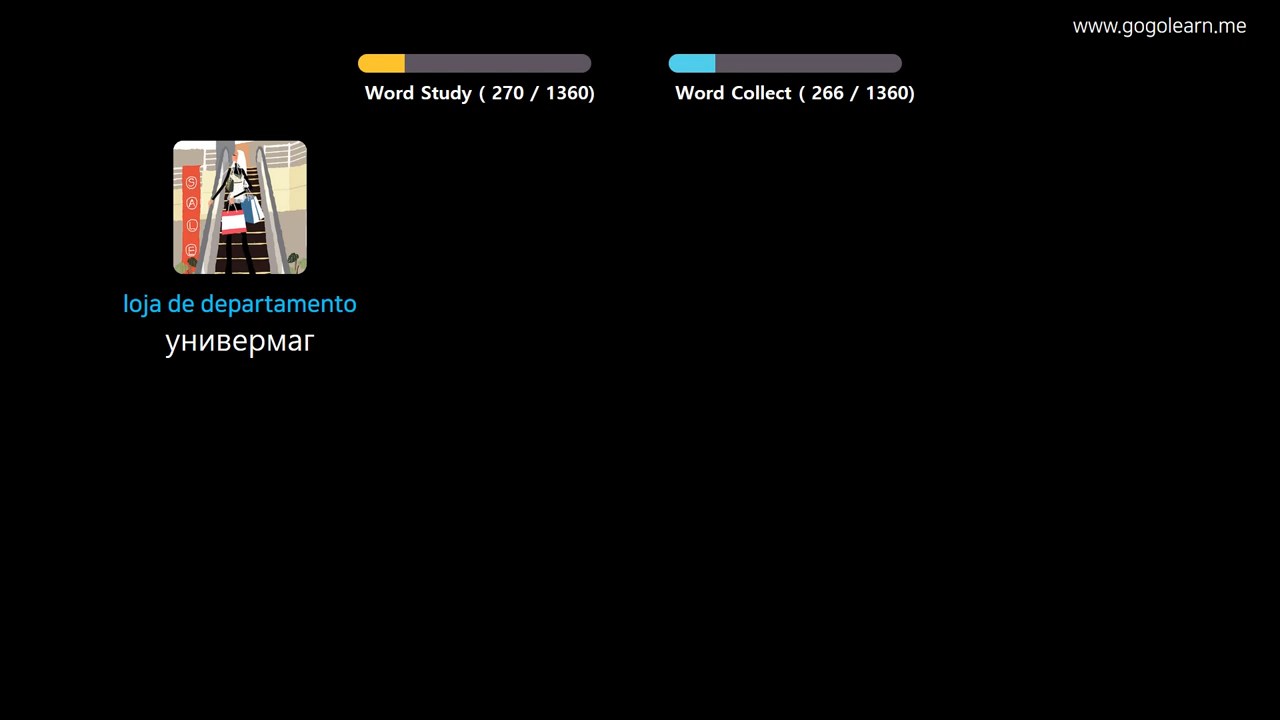 www.gogolearn.me
Word Study ( 270 / 1360)
Word Collect ( 266 / 1360)
SALE
loja de departamento
универмаг